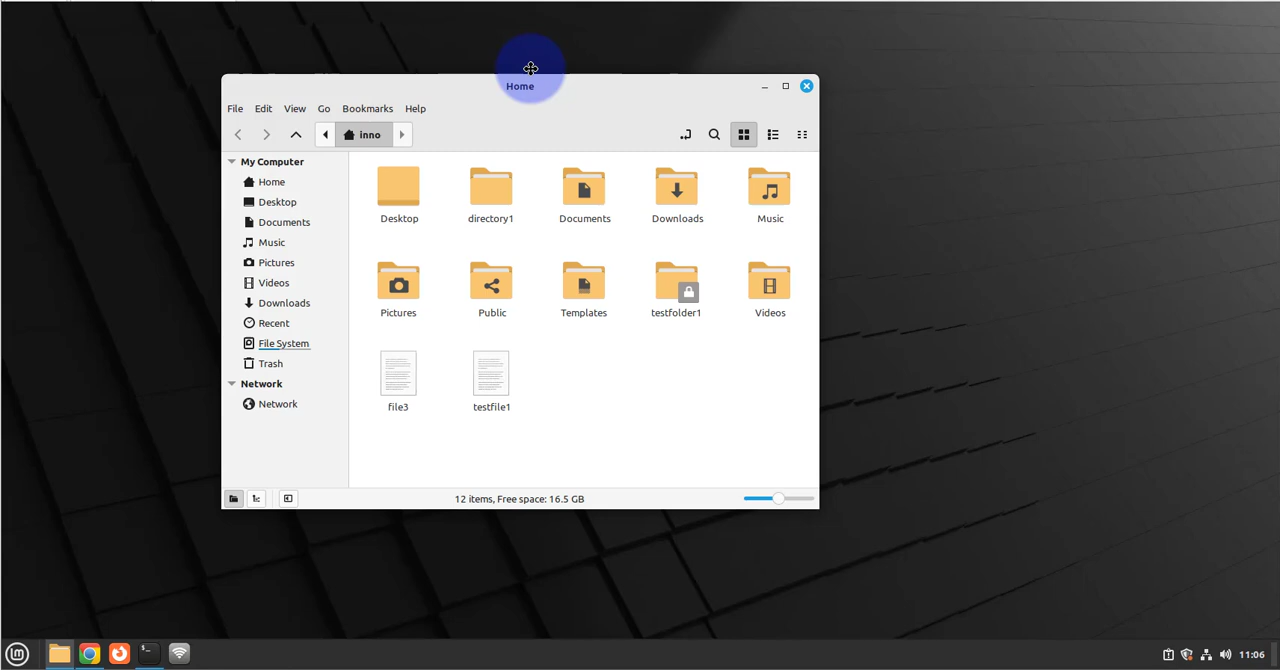 Home
File Edit View Go Bookmarks Help
inno
My Computer
Home
Desktop
Documents
Music
Pictures
Videos
Downloads
Recent
File System
Trash
Network
Network
Desktop directory1 Documents Downloads Music
Pictures Public Templates testfolder1 Videos
file3 testfile1
12 items, Free space: 16.5 GB
11:06